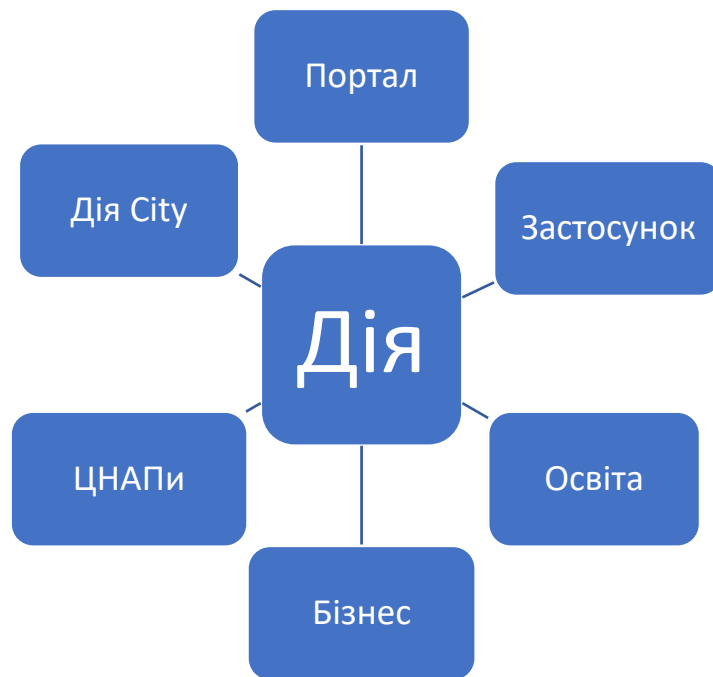 Портал
Дія City
Застосунок
Дія
ЦНАПи
Освіта
Бізнес